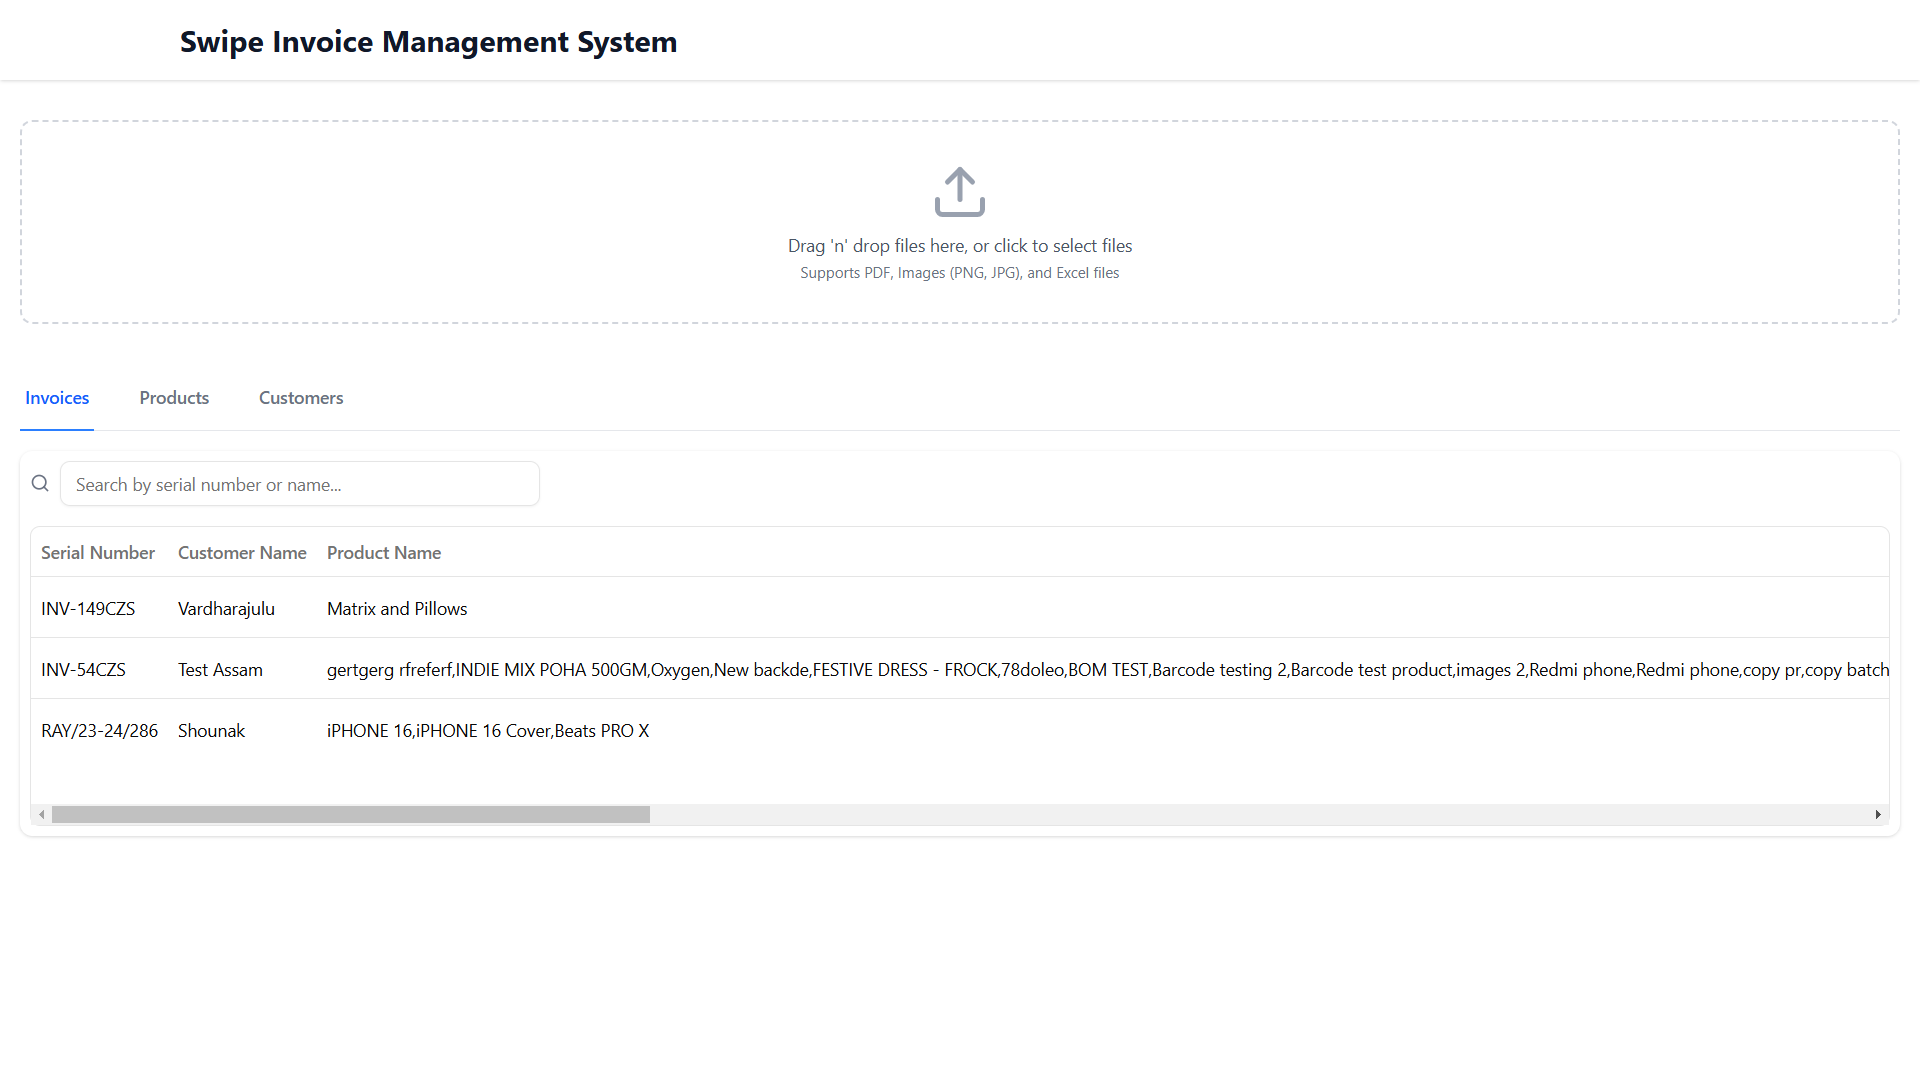 Swipe Invoice Management System
Drag 'n' drop files here, or click to select files
Supports PDF, Images (PNG, JPG), and Excel files
Invoices Products Customers
Search by serial number or name...
Serial Number Customer Name Product Name
INV-149CZS Vardharajulu Matrix and Pillows
INV-54CZS Test Assam gertgerg rfreferf,INDIE MIX POHA 500GM,Oxygen,New backde,FESTIVE DRESS - FROCK,78doleo,BOM TEST,Barcode testing 2,Barcode test product,images 2,Redmi phone,Redmi phone,copy pr,copy batch
RAY/23-24/286 Shounak iPHONE 16,iPHONE 16 Cover,Beats PRO X